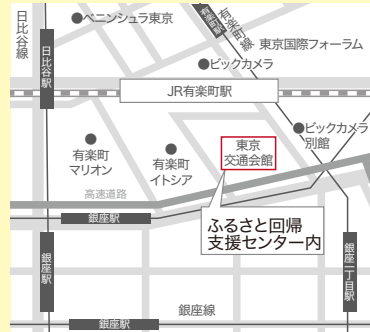 日比谷線
日比谷駅
●ペニンシュラ東京
有楽町駅
有楽町線
東京国際フォーラム
●ビックカメラ
JR有楽町駅
●ビックカメラ
別館
有楽町
マリオン
有楽町
イトシア
東京
交通会館
高速道路
銀座駅
ふるさと回帰
支援センター内
銀座駅
銀座一丁目駅
銀座線
銀座駅